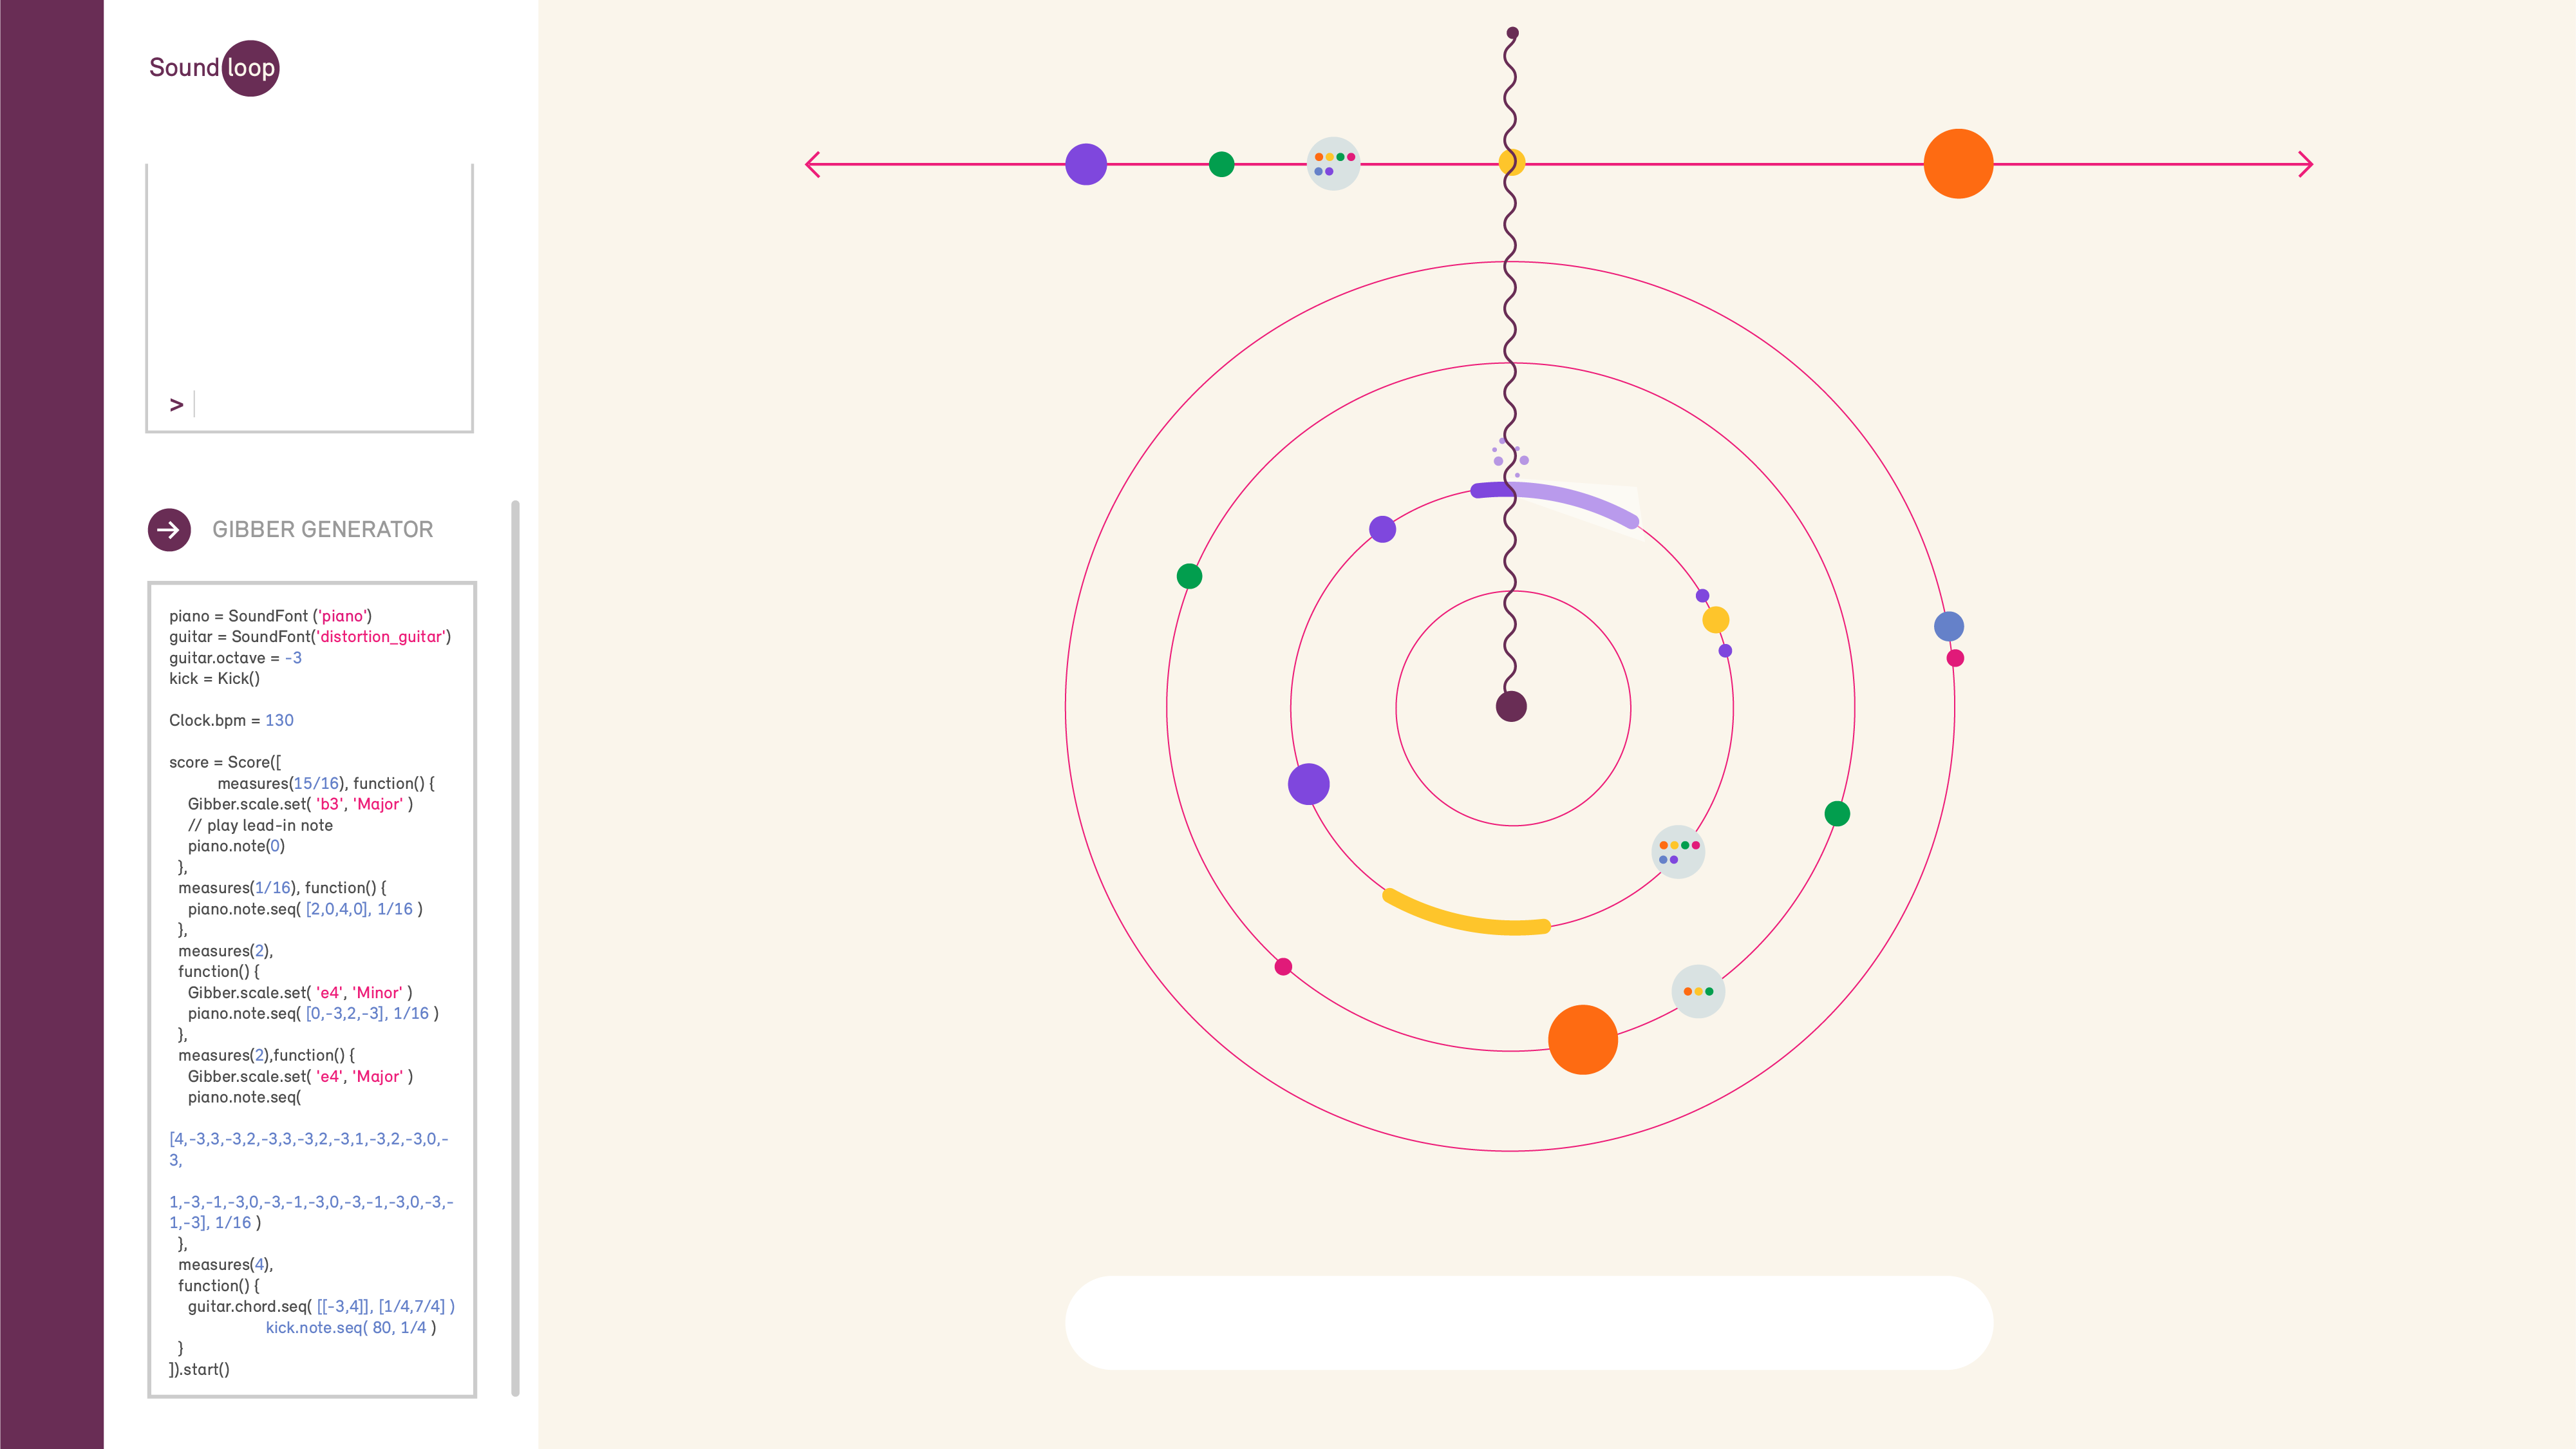 Sound loop
>
GIBBER GENERATOR
piano = SoundFont ('piano')
guitar = SoundFont('distortion_guitar')
guitar.octave = -3
kick = Kick()
Clock.bpm = 130
score = Score([
measures(15/16), function() {
Gibber.scale.set( 'b3', 'Major' )
// play lead-in note
piano.note(0)
},
measures(1/16), function() {
piano.note.seq( [2,0,4,0], 1/16 )
},
measures(2),
function() {
Gibber.scale.set( 'e4', 'Minor' )
piano.note.seq( [0,-3,2,-3], 1/16 )
},
measures(2),function() {
Gibber.scale.set( 'e4', 'Major' )
piano.note.seq(
[4,-3,3,-3,2,-3,3,-3,2,-3,1,-3,2,-3,0,-
3,
1,-3,-1,-3,0,-3,-1,-3,0,-3,-1,-3,0,-3,-
1,-3], 1/16 )
},
measures(4),
function() {
guitar.chord.seq( [[-3,4]], [1/4,7/4] )
kick.note.seq( 80, 1/4 )
}
]).start()